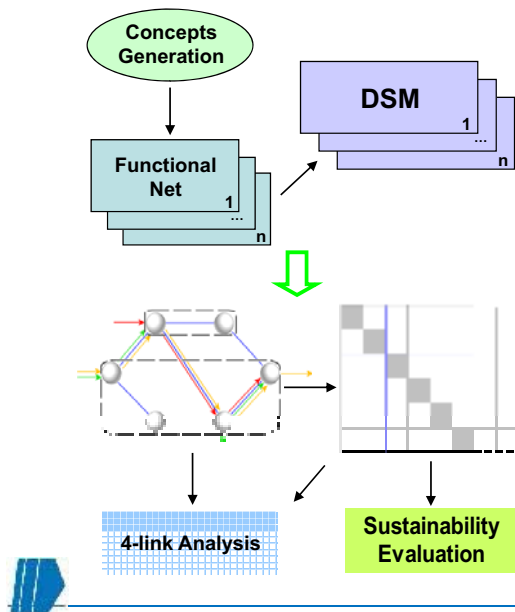 Concepts
Generation
DSM
1
...
n
Functional
Net
1
...
n
4-link Analysis
Sustainability
Evaluation